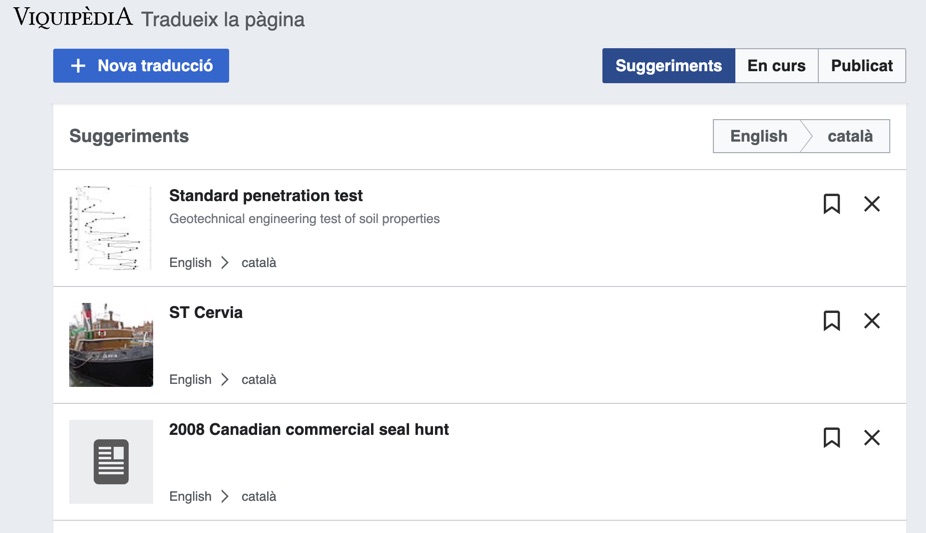 VIQUIPÈDIA Tradueix la pàgina
+ Nova traducció
Suggeriments En curs Publicat
Suggeriments
English català
Standard penetration test
Geotechnical engineering test of soil properties
English català
ST Cervia
English català
2008 Canadian commercial seal hunt
English català